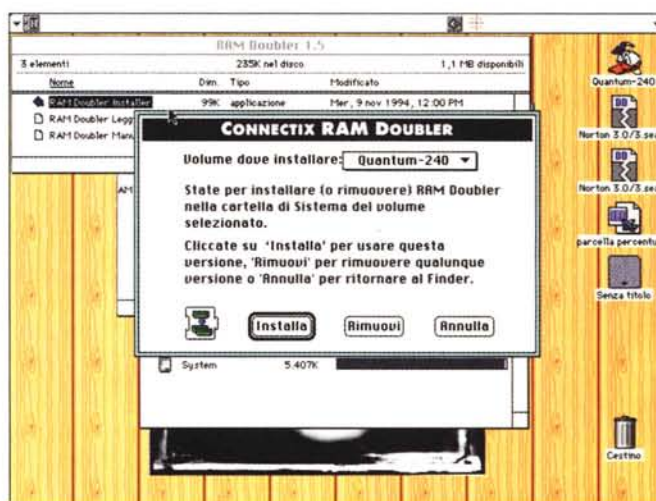 RAM Doubler 1.5
3 elementi 235K nel disco 1,1 MB disponibili
Nome Dim. Tipo Modificato
RAM Doubler Installer 99K applicazione Mer, 9 nov 1994, 12:00 PM
RAM Doubler Legg
RAM Doubler Manu
CONNECTIX RAM DOUBLER
Volume dove installare: Quantum-240
State per installare (o rimuovere) RAM Doubler
nella cartella di Sistema del volume
selezionato.
Cliccate su 'Installa' per usare questa
versione, 'Rimuovi' per rimuovere qualunque
versione o 'Annulla' per ritornare al Finder.
Installa Rimuovi Annulla
AM
System 5.407K
Quantum-240
Norton 3.0/3.sea
Norton 3.0/3.sea
parcella percentu
Senza titolo
Cestino